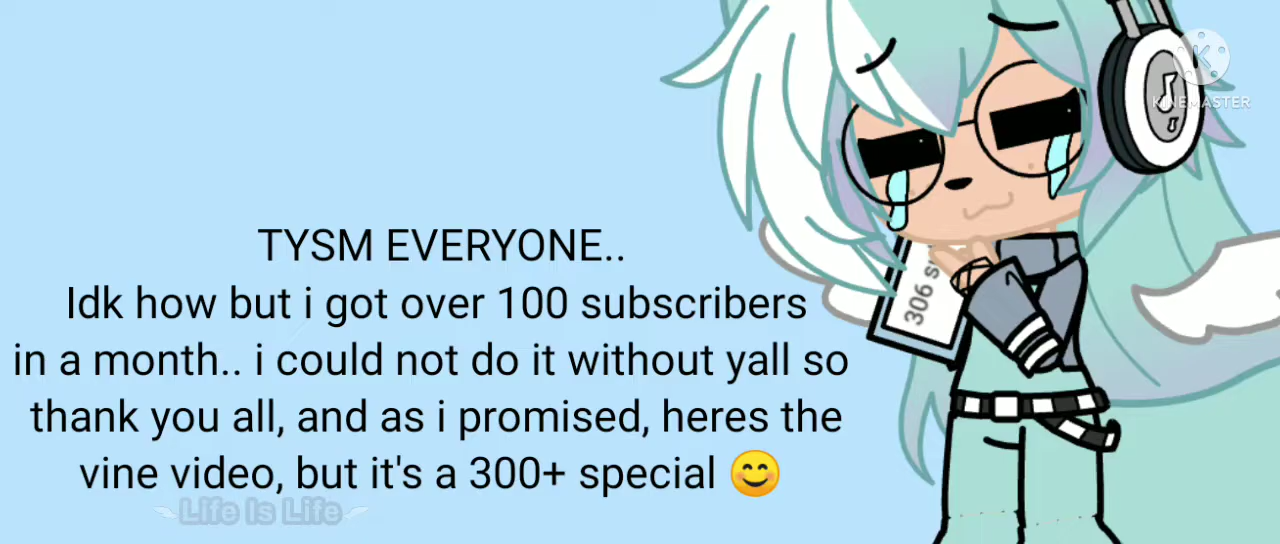 TYSM EVERYONE..
Idk how but i got over 100 subscribers
in a month.. i could not do it without yall so
thank you all, and as i promised, heres the
vine video, but it's a 300+ special 😊
Life Is Life
306
K
KINEMASTER